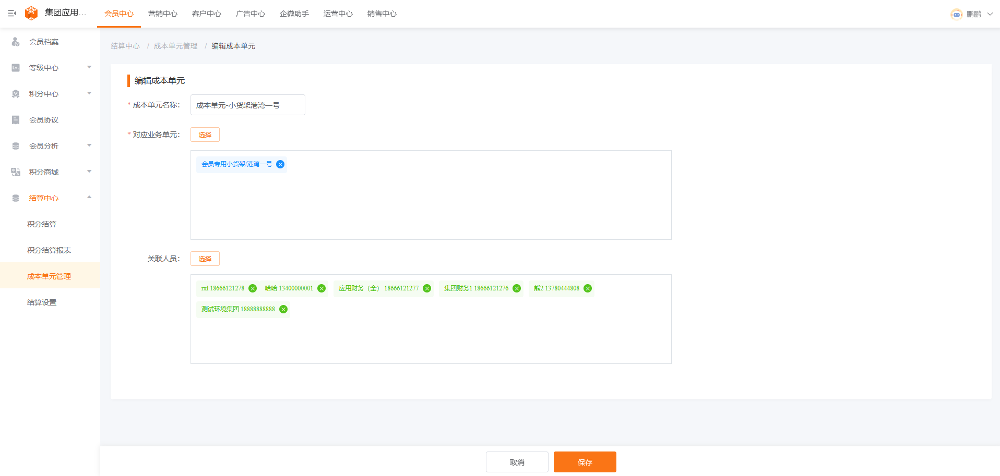 集团应用... 会员中心 营销中心 客户中心 广告中心 企微助手 运营中心 销售中心 鹏鹏
会员档案
Lv. 等级中心
积分中心
会员协议
会员分析
积分商城
结算中心
积分结算
积分结算报表
成本单元管理
结算设置
结算中心 / 成本单元管理 / 编辑成本单元
编辑成本单元
* 成本单元名称： 成本单元-小货架港湾一号
* 对应业务单元： 选择
会员专用小货架/港湾一号
关联人员： 选择
rxl 18666121278 哈哈 13400000001 应用财务（全） 18666121277 集团财务1 18666121276 熊2 13780444808
测试环境集团 18888888888
取消 保存